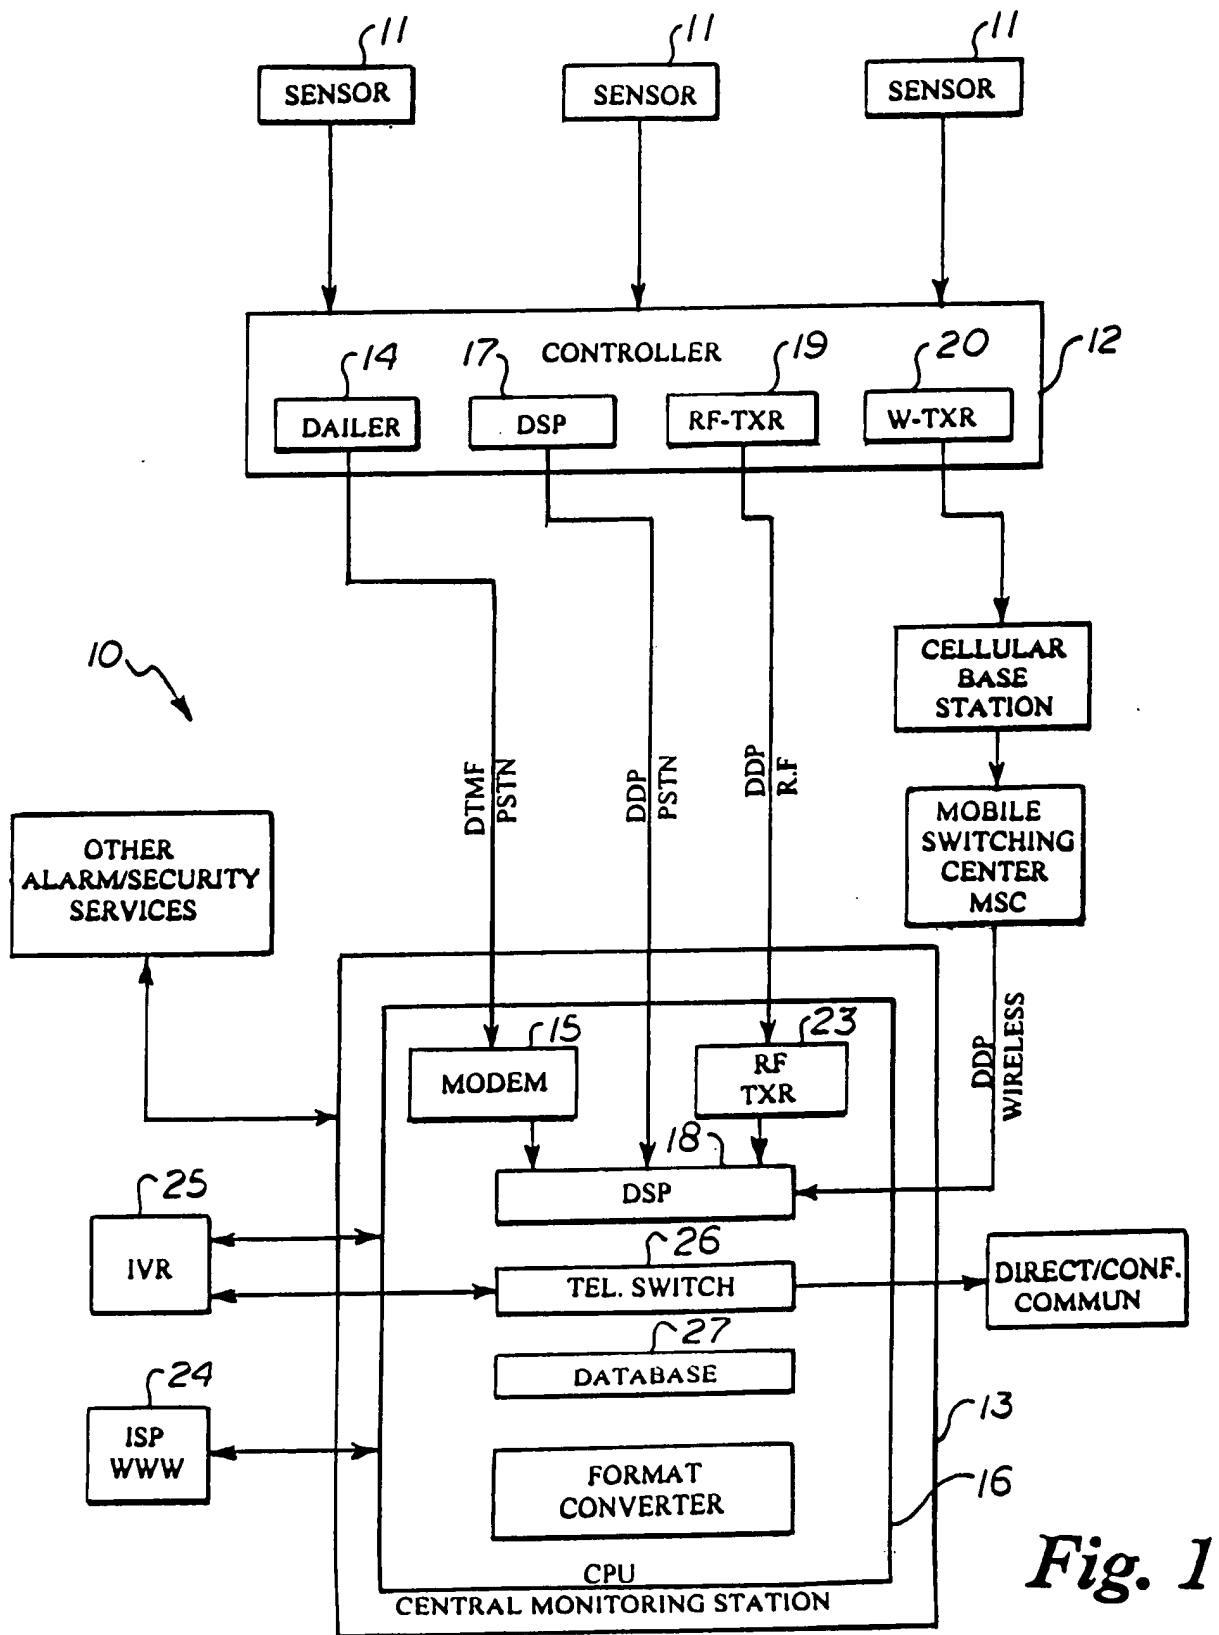 11 11 11
SENSOR SENSOR SENSOR
CONTROLLER
14 17 19 20 12
DAILER DSP RF-TXR W-TXR
CELLULAR
BASE
STATION
10
DTMF
PSTN
DDP
PSTN
DDP
R.F
MOBILE
SWITCHING
CENTER
MSC
OTHER
ALARM/SECURITY
SERVICES
DDP
WIRELESS
15 23
MODEM
RF
TXR
18
DSP
25
IVR
26
TEL. SWITCH
DIRECT/CONF.
COMMUN
27
DATABASE
24
ISP
WWW
13
FORMAT
CONVERTER
16
CPU
CENTRAL MONITORING STATION
Fig. 1